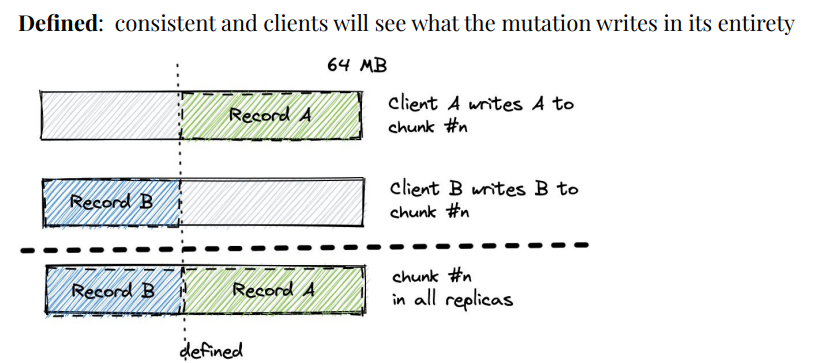 Defined: consistent and clients will see what the mutation writes in its entirety
64 MB
Record A
Client A writes A to
chunk #n
Record B
Client B writes B to
chunk #n
Record B
Record A
chunk #n
in all replicas
defined